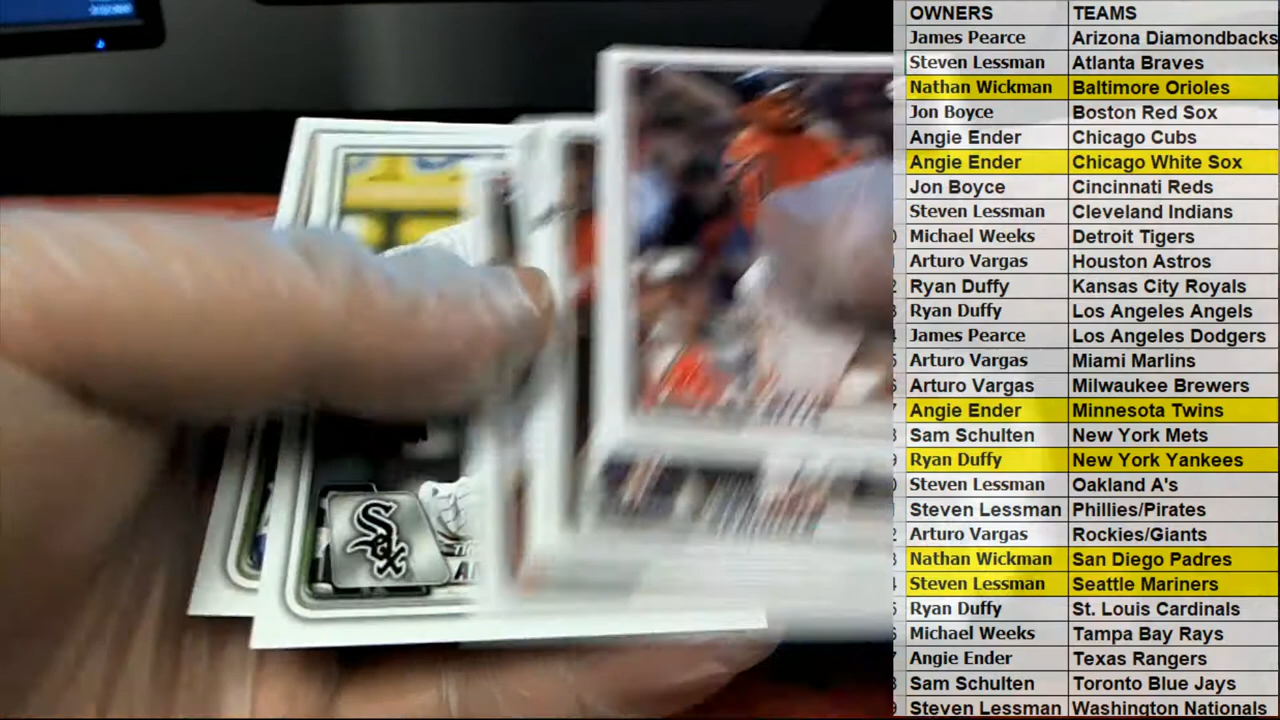 OWNERS TEAMS
James Pearce Arizona Diamondbacks
Steven Lessman Atlanta Braves
Nathan Wickman Baltimore Orioles
Jon Boyce Boston Red Sox
Angie Ender Chicago Cubs
Angie Ender Chicago White Sox
Jon Boyce Cincinnati Reds
Steven Lessman Cleveland Indians
Michael Weeks Detroit Tigers
Arturo Vargas Houston Astros
Ryan Duffy Kansas City Royals
Ryan Duffy Los Angeles Angels
James Pearce Los Angeles Dodgers
Arturo Vargas Miami Marlins
Arturo Vargas Milwaukee Brewers
Angie Ender Minnesota Twins
Sam Schulten New York Mets
Ryan Duffy New York Yankees
Steven Lessman Oakland A's
Steven Lessman Phillies/Pirates
Arturo Vargas Rockies/Giants
Nathan Wickman San Diego Padres
Steven Lessman Seattle Mariners
Ryan Duffy St. Louis Cardinals
Michael Weeks Tampa Bay Rays
Angie Ender Texas Rangers
Sam Schulten Toronto Blue Jays
Steven Lessman Washington Nationals
Sox